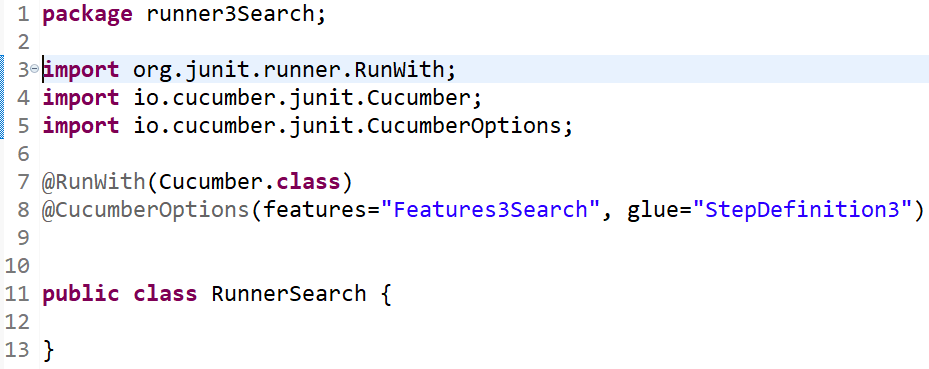 1 package runner3Search;
2
3 import org.junit.runner.RunWith;
4 import io.cucumber.junit.Cucumber;
5 import io.cucumber.junit.CucumberOptions;
6
7 @RunWith(Cucumber.class)
8 @CucumberOptions(features="Features3Search", glue="StepDefinition3")
9
10
11 public class RunnerSearch {
12
13 }